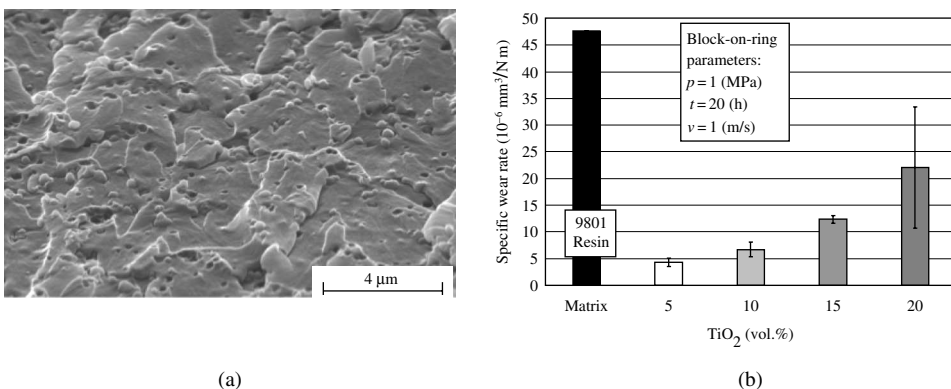 4 μm
(a)
50
45
40
35
30
25
20
15
10
5
0
Specific wear rate (10⁻⁶ mm³/N m)
Block-on-ring
parameters:
p = 1 (MPa)
t = 20 (h)
v = 1 (m/s)
9801
Resin
Matrix 5 10 15 20
TiO₂ (vol.%)
(b)